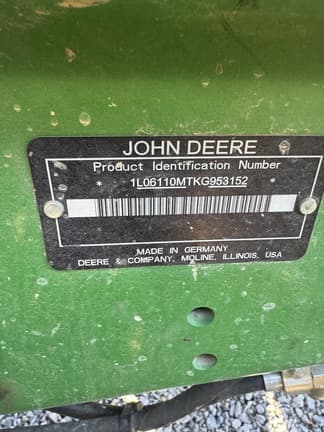 JOHN DEERE
Product Identification Number
1L06110MTKG953152
MADE IN GERMANY
DEERE & COMPANY, MOLINE, ILLINOIS, USA